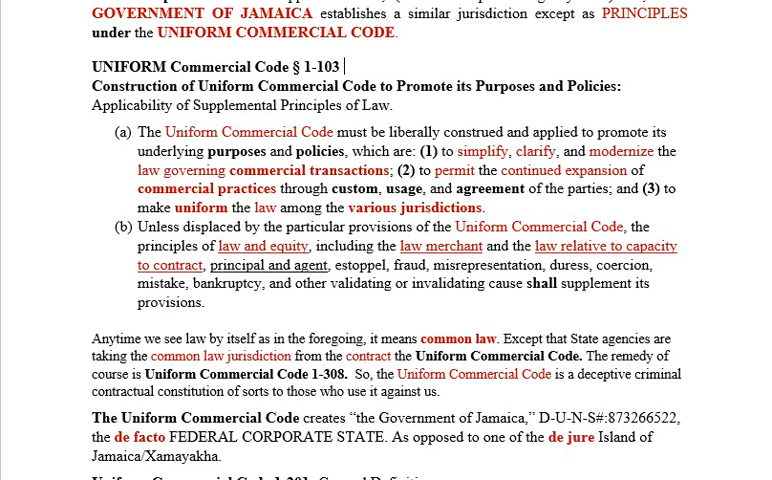 GOVERNMENT OF JAMAICA establishes a similar jurisdiction except as PRINCIPLES
under the UNIFORM COMMERCIAL CODE.
UNIFORM Commercial Code § 1-103
Construction of Uniform Commercial Code to Promote its Purposes and Policies:
Applicability of Supplemental Principles of Law.
(a) The Uniform Commercial Code must be liberally construed and applied to promote its
underlying purposes and policies, which are: (1) to simplify, clarify, and modernize the
law governing commercial transactions; (2) to permit the continued expansion of
commercial practices through custom, usage, and agreement of the parties; and (3) to
make uniform the law among the various jurisdictions.
(b) Unless displaced by the particular provisions of the Uniform Commercial Code, the
principles of law and equity, including the law merchant and the law relative to capacity
to contract, principal and agent, estoppel, fraud, misrepresentation, duress, coercion,
mistake, bankruptcy, and other validating or invalidating cause shall supplement its
provisions.
Anytime we see law by itself as in the foregoing, it means common law. Except that State agencies are
taking the common law jurisdiction from the contract the Uniform Commercial Code. The remedy of
course is Uniform Commercial Code 1-308. So, the Uniform Commercial Code is a deceptive criminal
contractual constitution of sorts to those who use it against us.
The Uniform Commercial Code creates “the Government of Jamaica,” D-U-N-S#:873266522,
the de facto FEDERAL CORPORATE STATE. As opposed to one of the de jure Island of
Jamaica/Xamayakha.